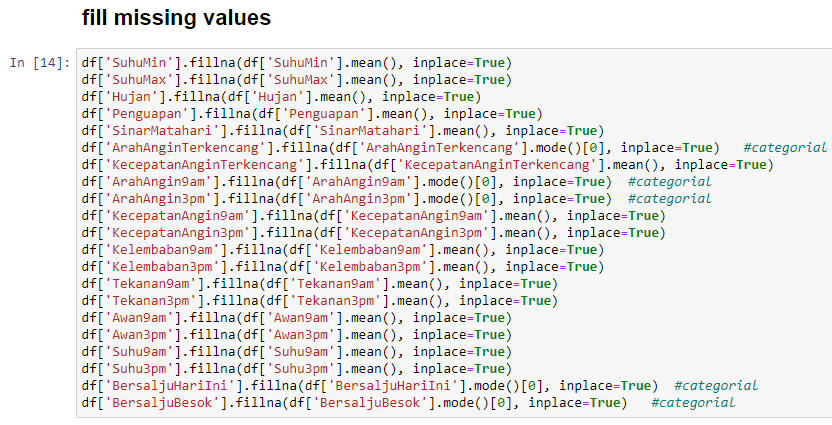 fill missing values
In [14]: df['SuhuMin'].fillna(df['SuhuMin'].mean(), inplace=True)
df['SuhuMax'].fillna(df['SuhuMax'].mean(), inplace=True)
df['Hujan'].fillna(df['Hujan'].mean(), inplace=True)
df['Penguapan'].fillna(df['Penguapan'].mean(), inplace=True)
df['SinarMatahari'].fillna(df['SinarMatahari'].mean(), inplace=True)
df['ArahAnginTerkencang'].fillna(df['ArahAnginTerkencang'].mode()[0], inplace=True)   #categorial
df['KecepatanAnginTerkencang'].fillna(df['KecepatanAnginTerkencang'].mean(), inplace=True)
df['ArahAngin9am'].fillna(df['ArahAngin9am'].mode()[0], inplace=True)  #categorial
df['ArahAngin3pm'].fillna(df['ArahAngin3pm'].mode()[0], inplace=True)  #categorial
df['KecepatanAngin9am'].fillna(df['KecepatanAngin9am'].mean(), inplace=True)
df['KecepatanAngin3pm'].fillna(df['KecepatanAngin3pm'].mean(), inplace=True)
df['Kelembaban9am'].fillna(df['Kelembaban9am'].mean(), inplace=True)
df['Kelembaban3pm'].fillna(df['Kelembaban3pm'].mean(), inplace=True)
df['Tekanan9am'].fillna(df['Tekanan9am'].mean(), inplace=True)
df['Tekanan3pm'].fillna(df['Tekanan3pm'].mean(), inplace=True)
df['Awan9am'].fillna(df['Awan9am'].mean(), inplace=True)
df['Awan3pm'].fillna(df['Awan3pm'].mean(), inplace=True)
df['Suhu9am'].fillna(df['Suhu9am'].mean(), inplace=True)
df['Suhu3pm'].fillna(df['Suhu3pm'].mean(), inplace=True)
df['BersaljuHariIni'].fillna(df['BersaljuHariIni'].mode()[0], inplace=True)  #categorial
df['BersaljuBesok'].fillna(df['BersaljuBesok'].mode()[0], inplace=True)   #categorial